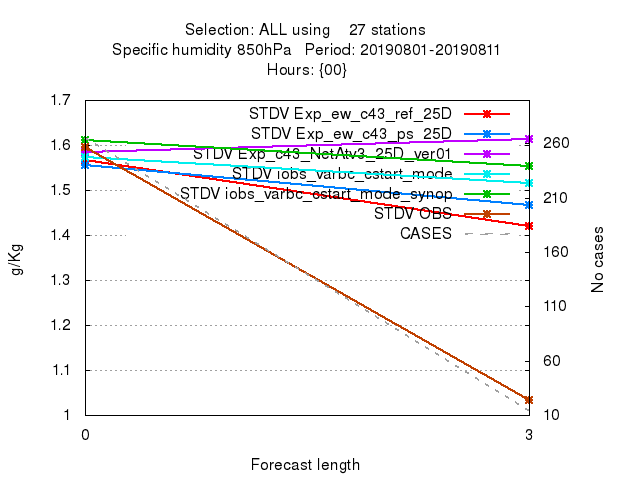 Selection: ALL using 27 stations
Specific humidity 850hPa Period: 20190801-20190811
Hours: {00}
1.7
STDV Exp_ew_c43_ref_25D
STDV Exp_ew_c43_ps_25D
1.6
260
STDV Exp_c43_NetAtv3_25D_ver01
STDV iobs_varbc_cstart_mode
1.5
STDV iobs_varbc_cstart_mode_synop
210
STDV OBS
1.4
CASES
160
g/Kg
No cases
1.3
110
1.2
60
1.1
1
10
0
3
Forecast length